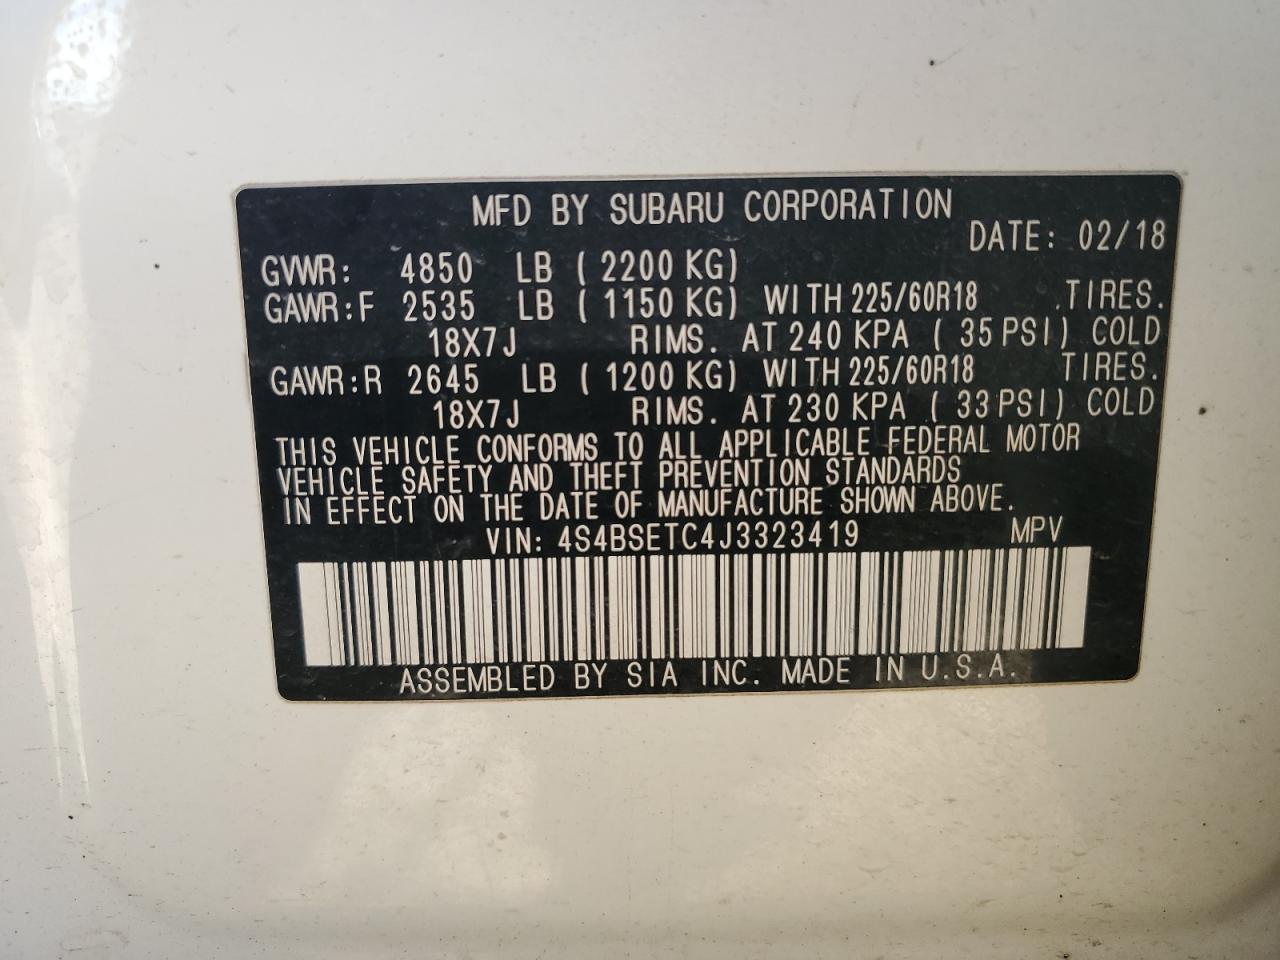 MFD BY SUBARU CORPORATION
DATE: 02/18
GVWR: 4850 LB ( 2200 KG)
GAWR:F 2535 LB ( 1150 KG) WITH 225/60R18 .TIRES.
18X7J RIMS. AT 240 KPA ( 35 PSI) COLD
GAWR:R 2645 LB ( 1200 KG) WITH 225/60R18 TIRES.
18X7J RIMS. AT 230 KPA ( 33 PSI) COLD
THIS VEHICLE CONFORMS TO ALL APPLICABLE FEDERAL MOTOR
VEHICLE SAFETY AND THEFT PREVENTION STANDARDS
IN EFFECT ON THE DATE OF MANUFACTURE SHOWN ABOVE.
VIN: 4S4BSETC4J3323419 MPV
ASSEMBLED BY SIA INC. MADE IN U.S.A.